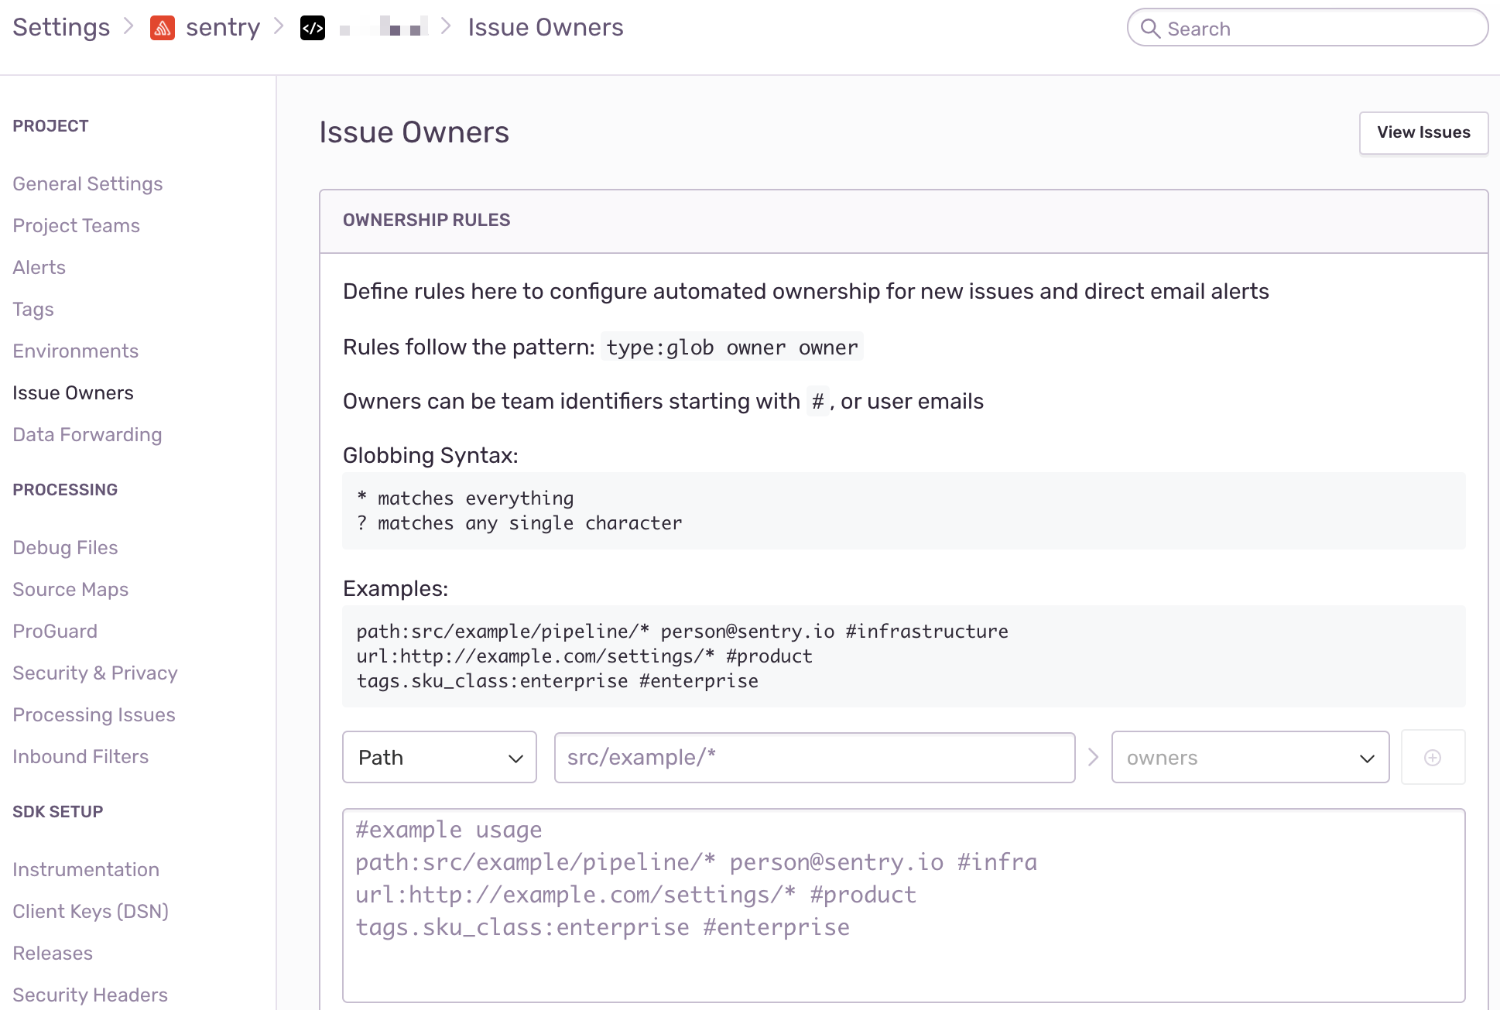 Settings > sentry > </> > Issue Owners
Search
PROJECT
General Settings
Project Teams
Alerts
Tags
Environments
Issue Owners
Data Forwarding
PROCESSING
Debug Files
Source Maps
ProGuard
Security & Privacy
Processing Issues
Inbound Filters
SDK SETUP
Instrumentation
Client Keys (DSN)
Releases
Security Headers
Issue Owners
View Issues
OWNERSHIP RULES
Define rules here to configure automated ownership for new issues and direct email alerts
Rules follow the pattern: type:glob owner owner
Owners can be team identifiers starting with #, or user emails
Globbing Syntax:
* matches everything
? matches any single character
Examples:
path:src/example/pipeline/* person@sentry.io #infrastructure
url:http://example.com/settings/* #product
tags.sku_class:enterprise #enterprise
Path src/example/* > owners
#example usage
path:src/example/pipeline/* person@sentry.io #infra
url:http://example.com/settings/* #product
tags.sku_class:enterprise #enterprise